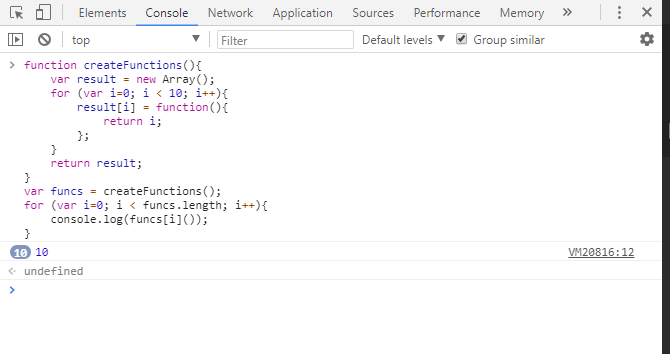 Elements Console Network Application Sources Performance Memory »
top ▼ Filter Default levels ▼ Group similar
> function createFunctions(){
    var result = new Array();
    for (var i=0; i < 10; i++){
        result[i] = function(){
            return i;
        };
    }
    return result;
}
var funcs = createFunctions();
for (var i=0; i < funcs.length; i++){
    console.log(funcs[i]());
}
10 10 VM20816:12
undefined
>